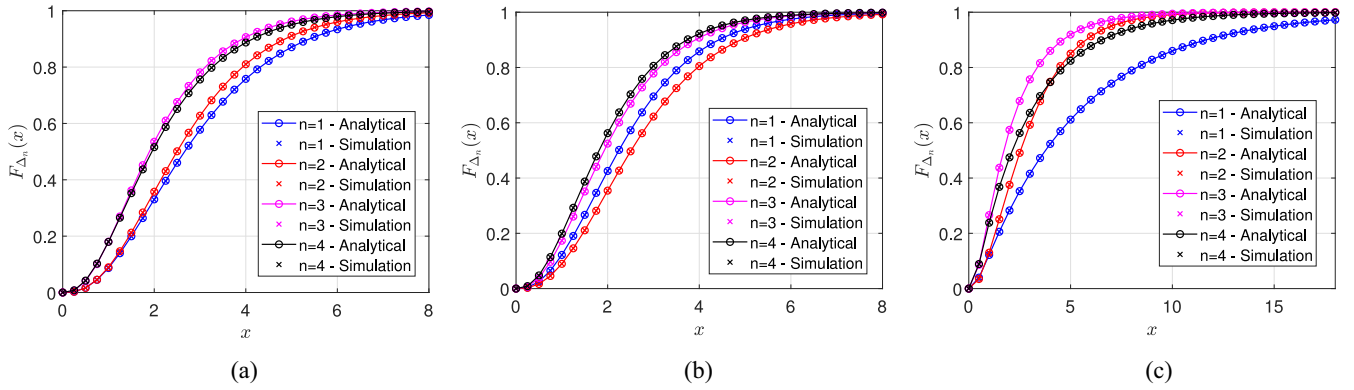 1
0.8
0.6
0.4
0.2
0
F_{Δ_n}(x)
n=1 - Analytical
n=1 - Simulation
n=2 - Analytical
n=2 - Simulation
n=3 - Analytical
n=3 - Simulation
n=4 - Analytical
n=4 - Simulation
0 2 4 6 8
x
(a)
1
0.8
0.6
0.4
0.2
0
F_{Δ_n}(x)
n=1 - Analytical
n=1 - Simulation
n=2 - Analytical
n=2 - Simulation
n=3 - Analytical
n=3 - Simulation
n=4 - Analytical
n=4 - Simulation
0 2 4 6 8
x
(b)
1
0.8
0.6
0.4
0.2
0
F_{Δ_n}(x)
n=1 - Analytical
n=1 - Simulation
n=2 - Analytical
n=2 - Simulation
n=3 - Analytical
n=3 - Simulation
n=4 - Analytical
n=4 - Simulation
0 5 10 15
x
(c)